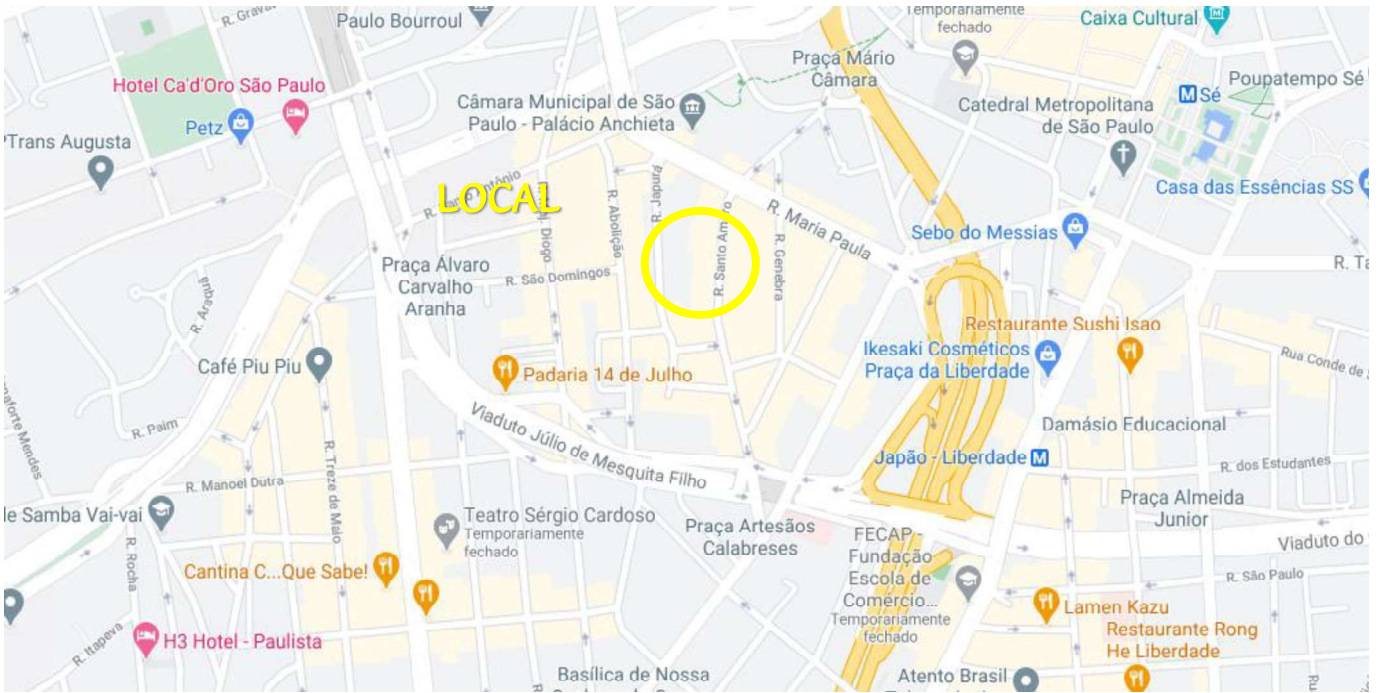 R. Grava
Paulo Bourroul
Temporariamente
fechado
Caixa Cultural
Hotel Ca'd'Oro São Paulo
Petz
Trans Augusta
Câmara Municipal de São
Paulo - Palácio Anchieta
Praça Mário
Câmara
Catedral Metropolitana
de São Paulo
M Sé
Poupatempo Sé
Casa das Essências SS
LOCAL
R. Abolição
R. Japurá
R. Santo Amaro
R. Genebra
R. Maria Paula
Sebo do Messias
R. Ta
Praça Álvaro
Carvalho
Aranha
R. São Domingos
Restaurante Sushi Isao
Ikesaki Cosméticos
Praça da Liberdade
Rua Conde de
Café Piu Piu
Padaria 14 de Julho
R. Paim
R. Treze de Maio
Viaduto Júlio de Mesquita Filho
Damásio Educacional
Japão - Liberdade M
R. dos Estudantes
R. Manoel Dutra
le Samba Vai-vai
Teatro Sérgio Cardoso
Temporariamente
fechado
Praça Artesãos
Calabreses
FECAP -
Fundação
Escola de
Comércio...
Temporariamente
fechado
Praça Almeida
Junior
Viaduto do
R. São Paulo
R. Rocha
Cantina C...Que Sabe!
Lamen Kazu
Restaurante Rong
He Liberdade
H3 Hotel - Paulista
R. Itapeva
Basílica de Nossa
Atento Brasil